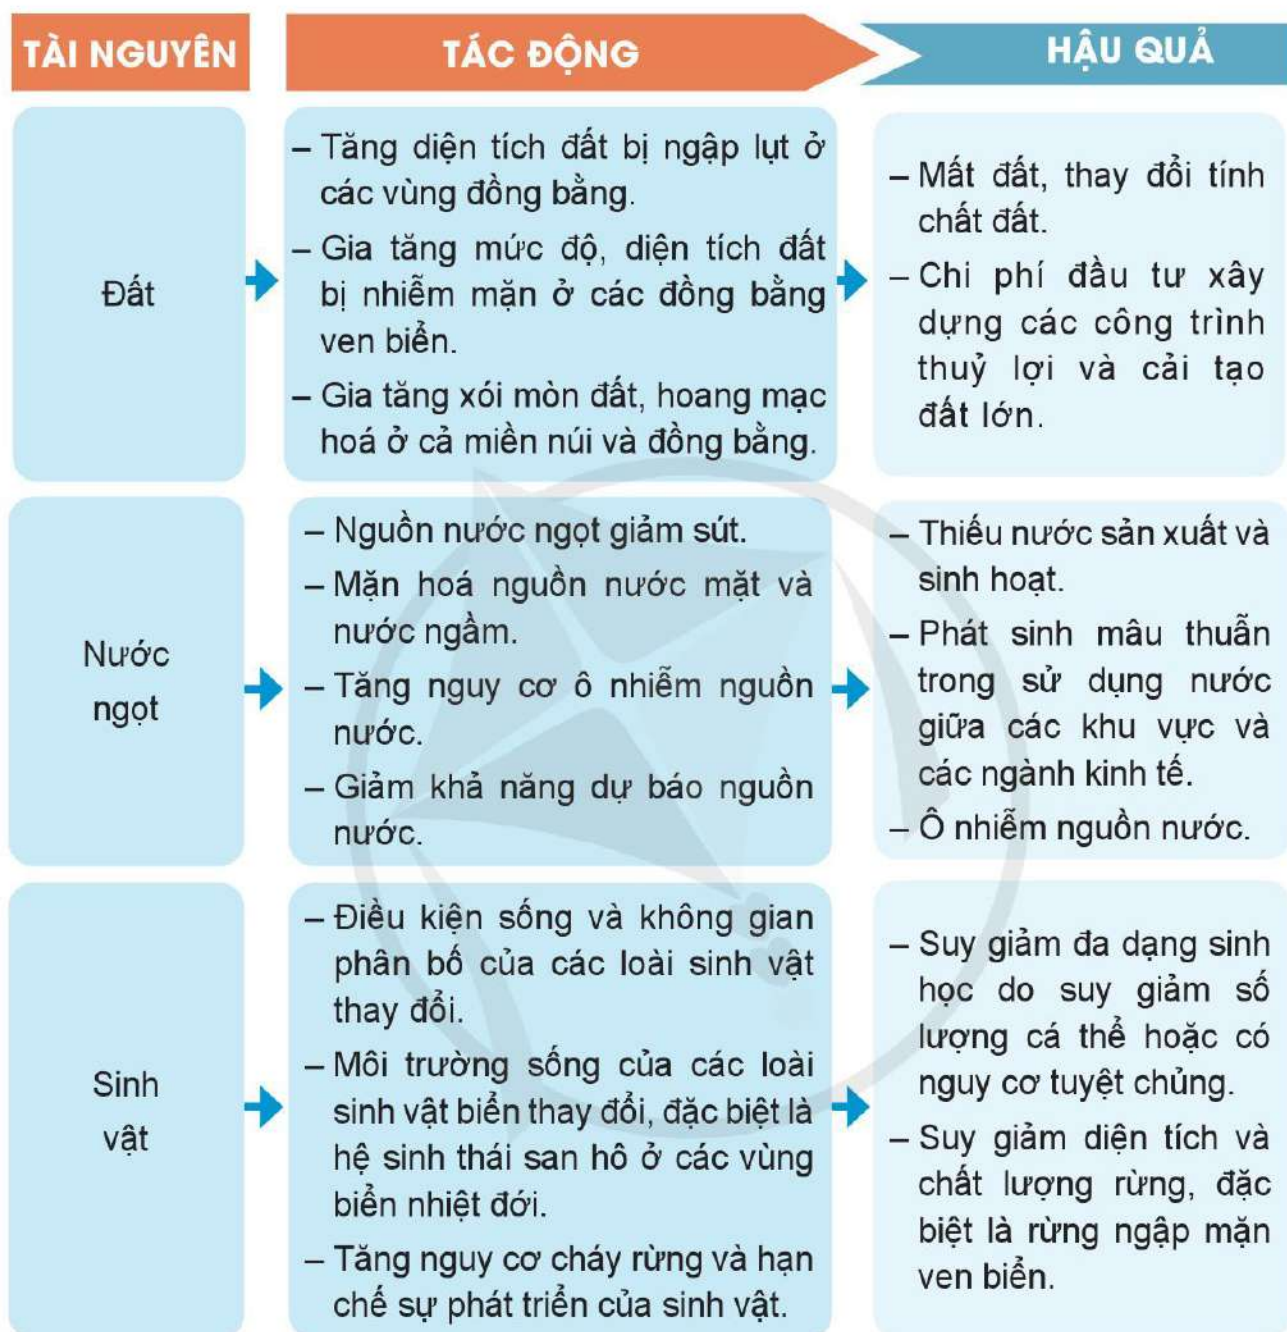 TÀI NGUYÊN
TÁC ĐỘNG
HẬU QUẢ
Đất
– Tăng diện tích đất bị ngập lụt ở
các vùng đồng bằng.
– Gia tăng mức độ, diện tích đất
bị nhiễm mặn ở các đồng bằng
ven biển.
– Gia tăng xói mòn đất, hoang mạc
hoá ở cả miền núi và đồng bằng.
– Mất đất, thay đổi tính
chất đất.
– Chi phí đầu tư xây
dựng các công trình
thuỷ lợi và cải tạo
đất lớn.
Nước
ngọt
– Nguồn nước ngọt giảm sút.
– Mặn hoá nguồn nước mặt và
nước ngầm.
– Tăng nguy cơ ô nhiễm nguồn
nước.
– Giảm khả năng dự báo nguồn
nước.
– Thiếu nước sản xuất và
sinh hoạt.
– Phát sinh mâu thuẫn
trong sử dụng nước
giữa các khu vực và
các ngành kinh tế.
– Ô nhiễm nguồn nước.
Sinh
vật
– Điều kiện sống và không gian
phân bố của các loài sinh vật
thay đổi.
– Môi trường sống của các loài
sinh vật biển thay đổi, đặc biệt là
hệ sinh thái san hô ở các vùng
biển nhiệt đới.
– Tăng nguy cơ cháy rừng và hạn
chế sự phát triển của sinh vật.
– Suy giảm đa dạng sinh
học do suy giảm số
lượng cá thể hoặc có
nguy cơ tuyệt chủng.
– Suy giảm diện tích và
chất lượng rừng, đặc
biệt là rừng ngập mặn
ven biển.